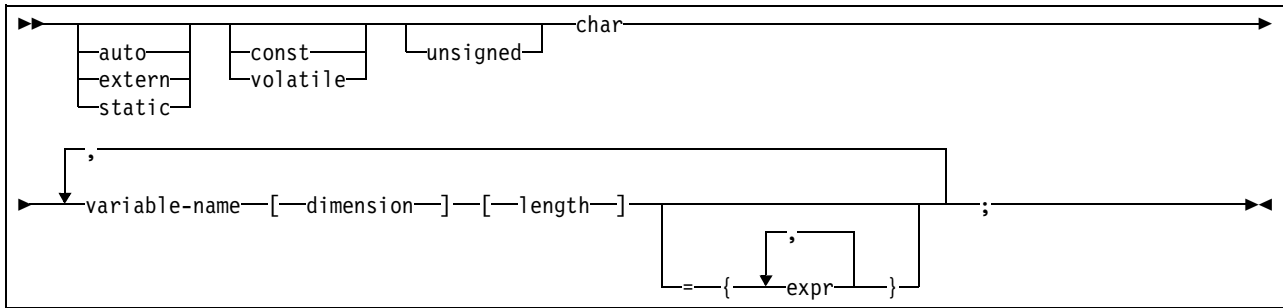 char
auto const unsigned
extern volatile
static
,
variable-name [ dimension ] [ length ] ;
,
= { expr }